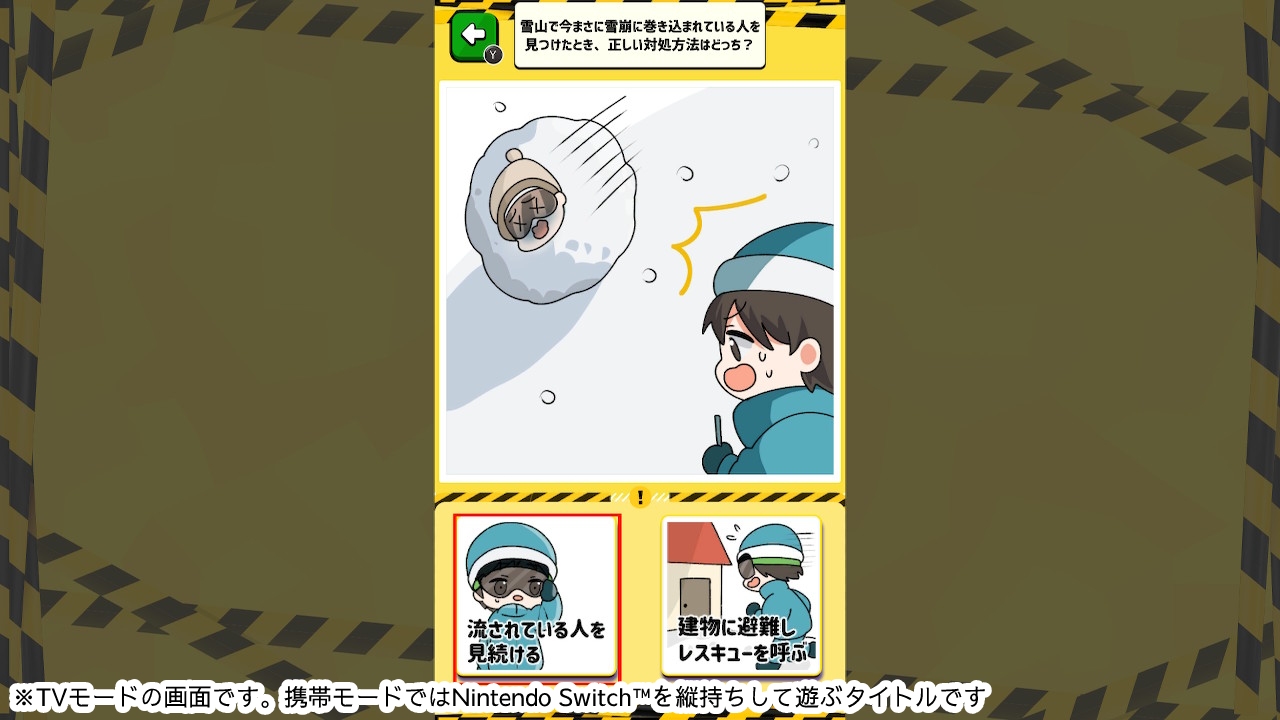 雪山で今まさに雪崩に巻き込まれている人を
見つけたとき、正しい対処方法はどっち？
Y
!
流されている人を
見続ける
建物に避難し
レスキューを呼ぶ
※TVモードの画面です。携帯モードではNintendo Switch™を縦持ちして遊ぶタイトルです